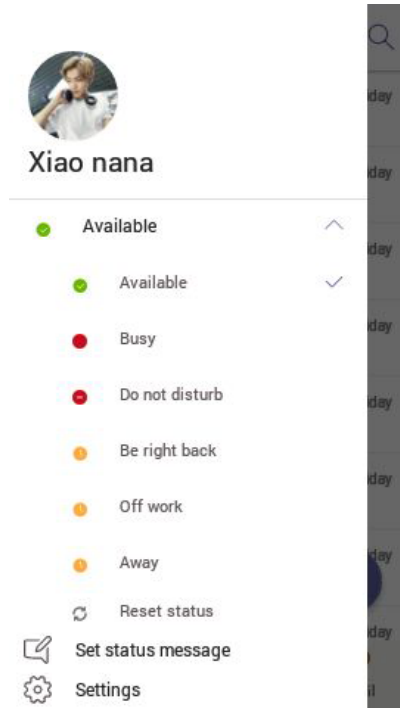 Xiao nana
Available
Available
Busy
Do not disturb
Be right back
Off work
Away
Reset status
Set status message
Settings